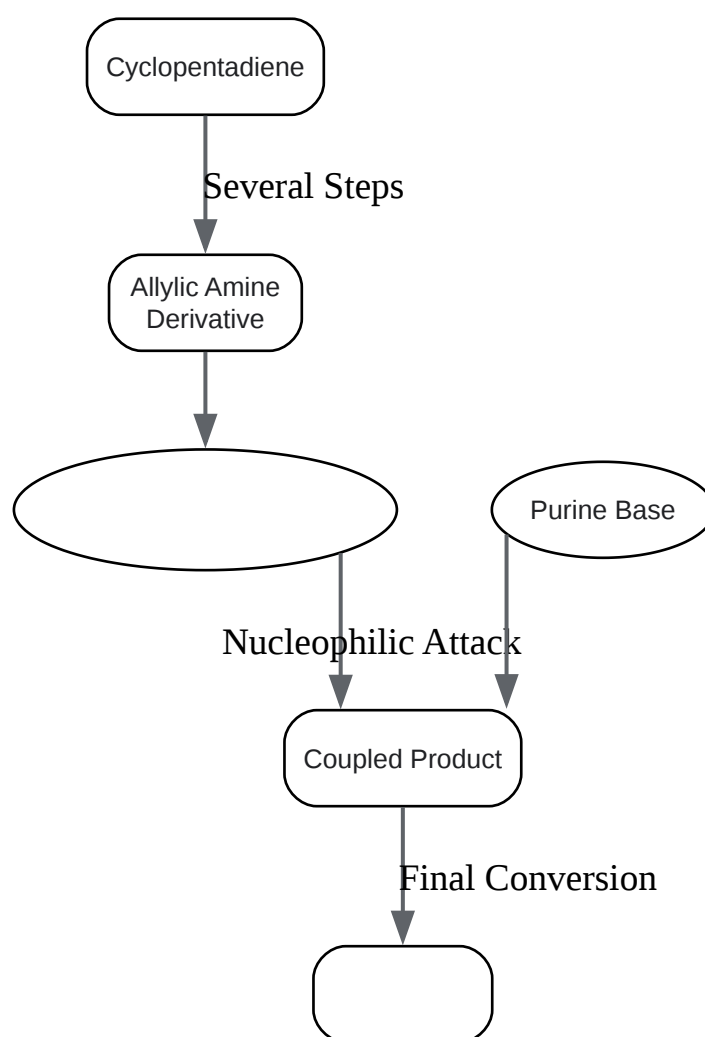 Cyclopentadiene
Several Steps
Allylic Amine
Derivative
Purine Base
Nucleophilic Attack
Coupled Product
Final Conversion